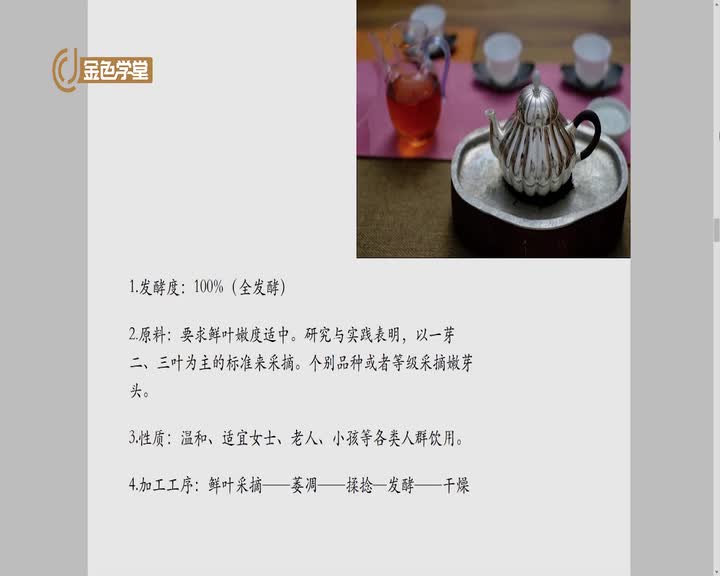 金色学堂
1.发酵度：100%（全发酵）
2.原料：要求鲜叶嫩度适中。研究与实践表明，以一芽
二、三叶为主的标准来采摘。个别品种或者等级采摘嫩芽
头。
3.性质：温和、适宜女士、老人、小孩等各类人群饮用。
4.加工工序：鲜叶采摘——萎凋——揉捻—发酵——干燥